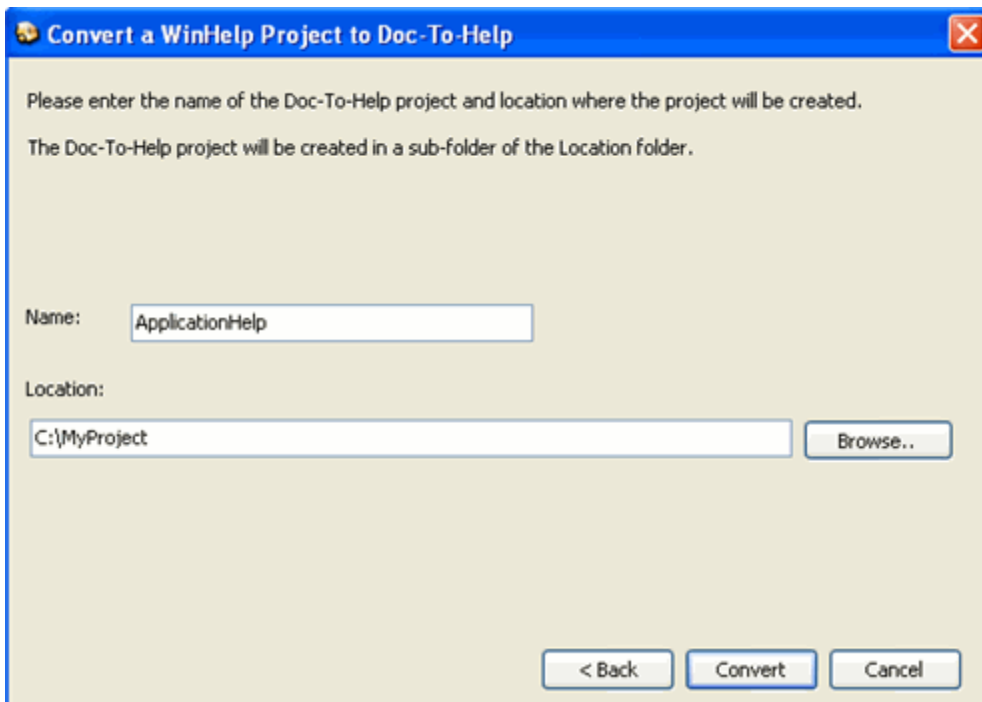 Convert a WinHelp Project to Doc-To-Help
Please enter the name of the Doc-To-Help project and location where the project will be created.
The Doc-To-Help project will be created in a sub-folder of the Location folder.
Name:
ApplicationHelp
Location:
C:\MyProject
Browse..
< Back
Convert
Cancel